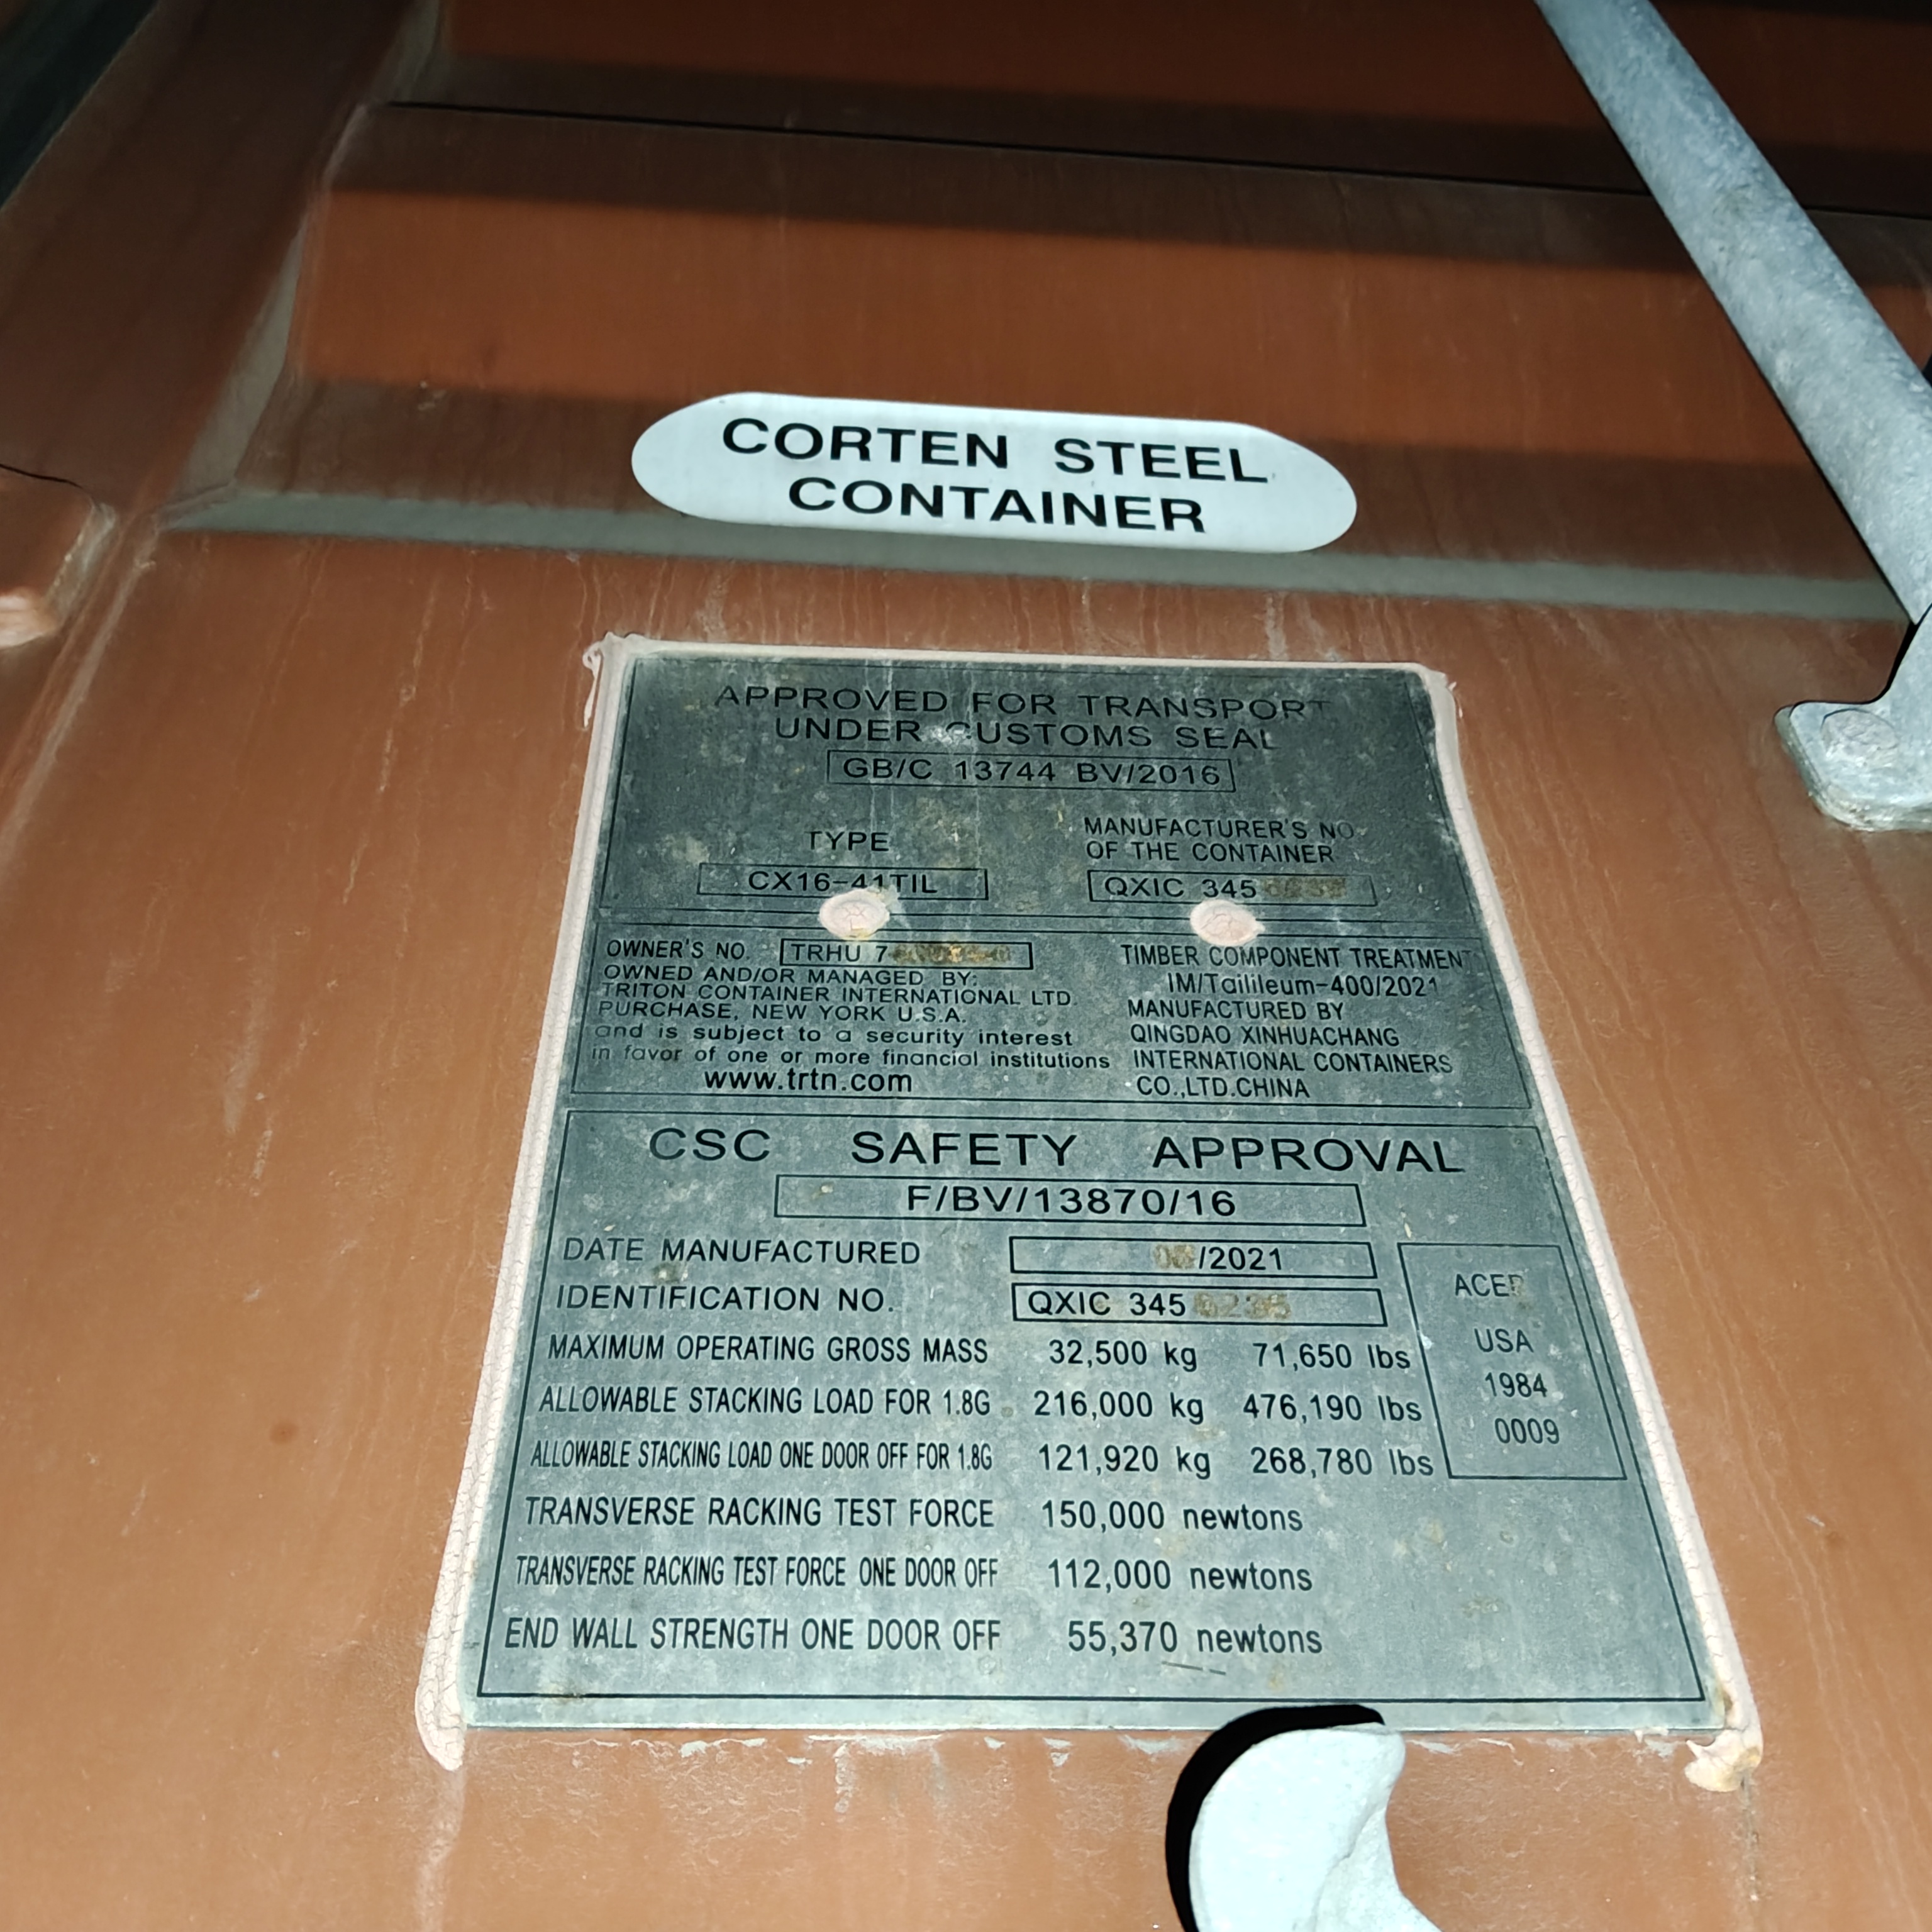 CORTEN STEEL
CONTAINER
APPROVED FOR TRANSPORT
UNDER CUSTOMS SEAL
GB/C 13744 BV/2016
TYPE
CX16-41TIL
MANUFACTURER'S NO.
OF THE CONTAINER
QXIC 345
OWNER'S NO. TRHU 7
OWNED AND/OR MANAGED BY:
TRITON CONTAINER INTERNATIONAL LTD.
PURCHASE, NEW YORK U.S.A.
and is subject to a security interest
in favor of one or more financial institutions
www.trtn.com
TIMBER COMPONENT TREATMENT
IM/Tailileum-400/2021
MANUFACTURED BY
QINGDAO XINHUACHANG
INTERNATIONAL CONTAINERS
CO.,LTD.CHINA
CSC SAFETY APPROVAL
F/BV/13870/16
DATE MANUFACTURED /2021
IDENTIFICATION NO. QXIC 345
MAXIMUM OPERATING GROSS MASS 32,500 kg 71,650 lbs
ALLOWABLE STACKING LOAD FOR 1.8G 216,000 kg 476,190 lbs
ALLOWABLE STACKING LOAD ONE DOOR OFF FOR 1.8G 121,920 kg 268,780 lbs
TRANSVERSE RACKING TEST FORCE 150,000 newtons
TRANSVERSE RACKING TEST FORCE ONE DOOR OFF 112,000 newtons
END WALL STRENGTH ONE DOOR OFF 55,370 newtons
ACEP
USA
1984
0009